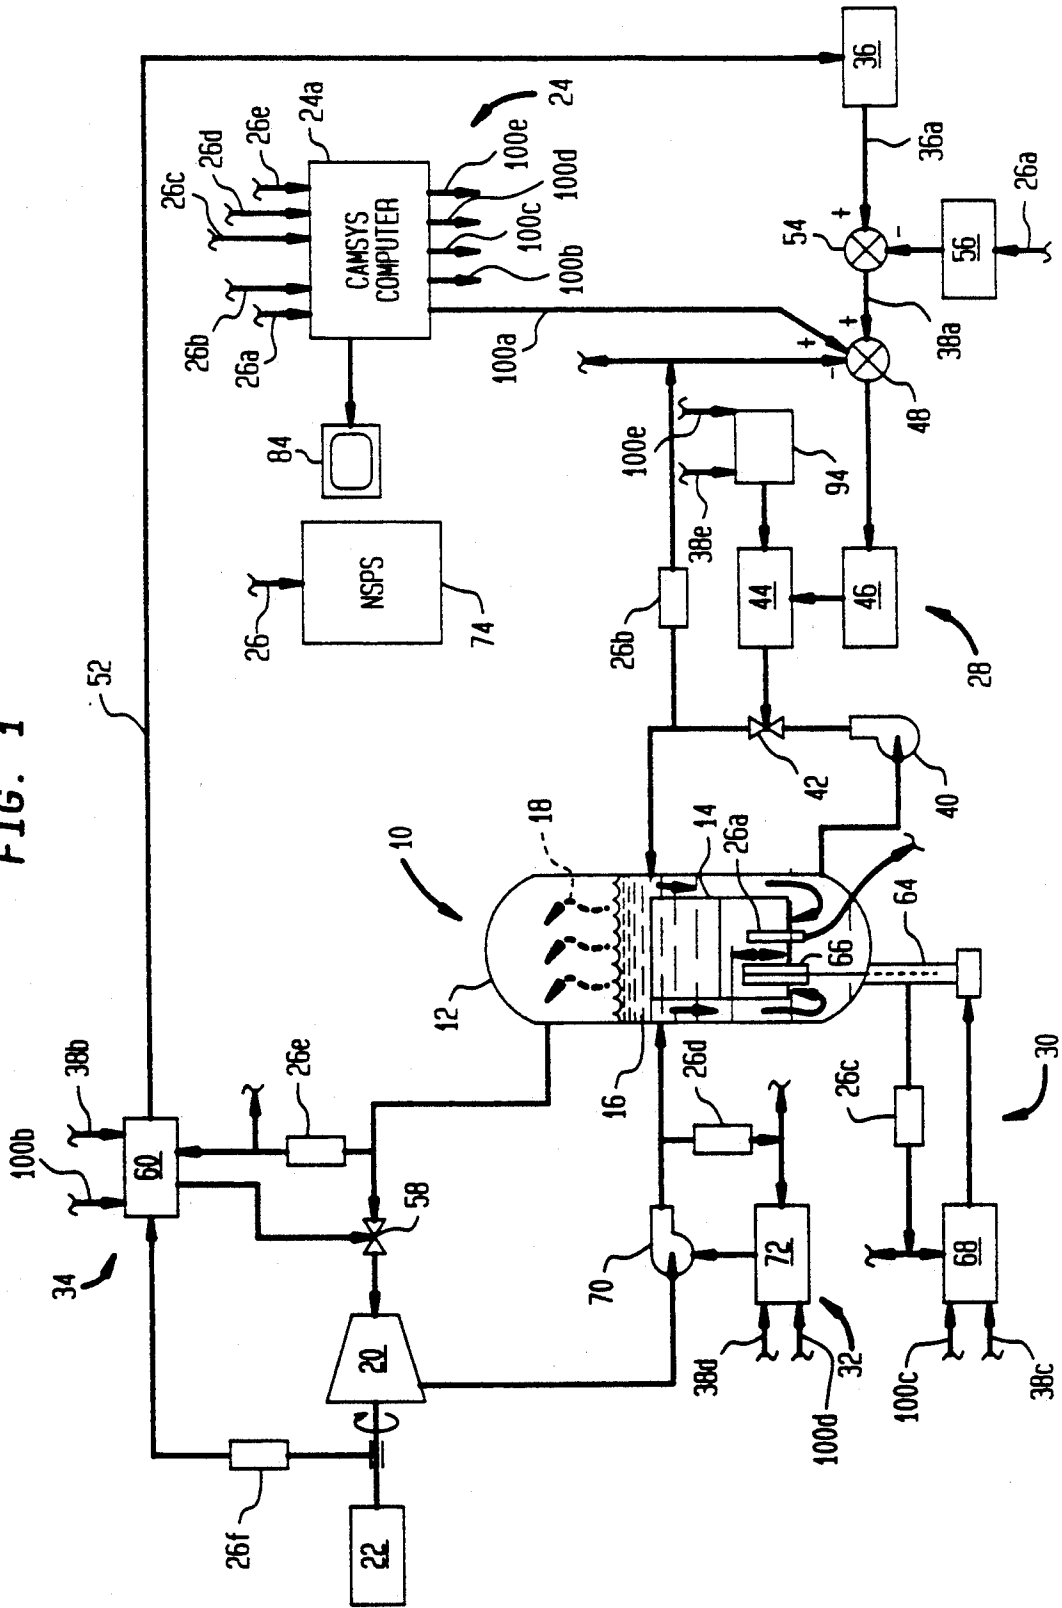 FIG. 1
52
26c
26d
26e
24a
26b
26a
CAMSYS
COMPUTER
24
100e
100d
100c
100b
100a
84
26
NSPS
74
36
36a
+
54
-
56
26a
38a
+
+
-
48
100e
38e
94
26b
44
46
28
42
40
10
18
12
14
26a
66
64
16
26d
26c
30
38b
100b
60
26e
34
58
20
70
72
32
38d
100d
68
100c
38c
26f
22